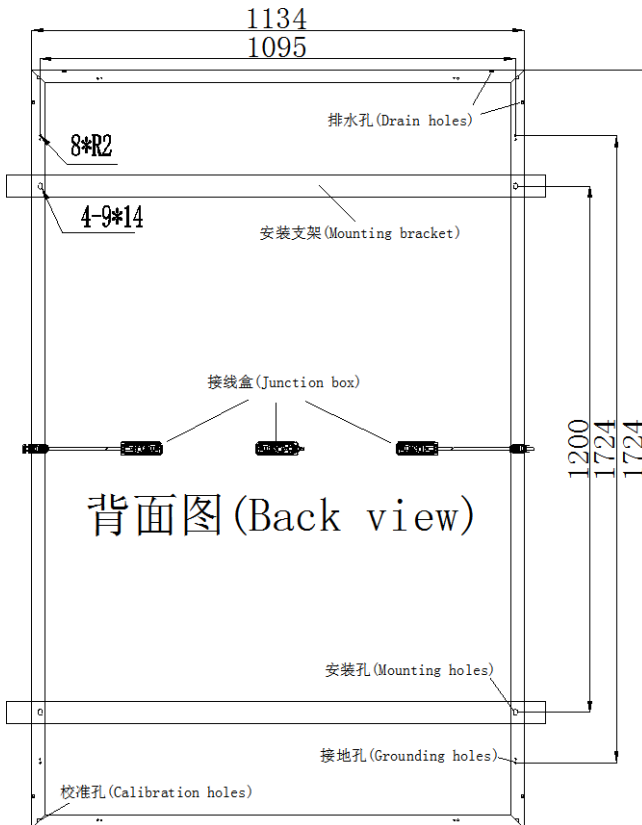 1134
1095
排水孔(Drain holes)
8*R2
4-9*14
安装支架(Mounting bracket)
接线盒(Junction box)
1200
1724
1724
背面图(Back view)
安装孔(Mounting holes)
接地孔(Grounding holes)
校准孔(Calibration holes)